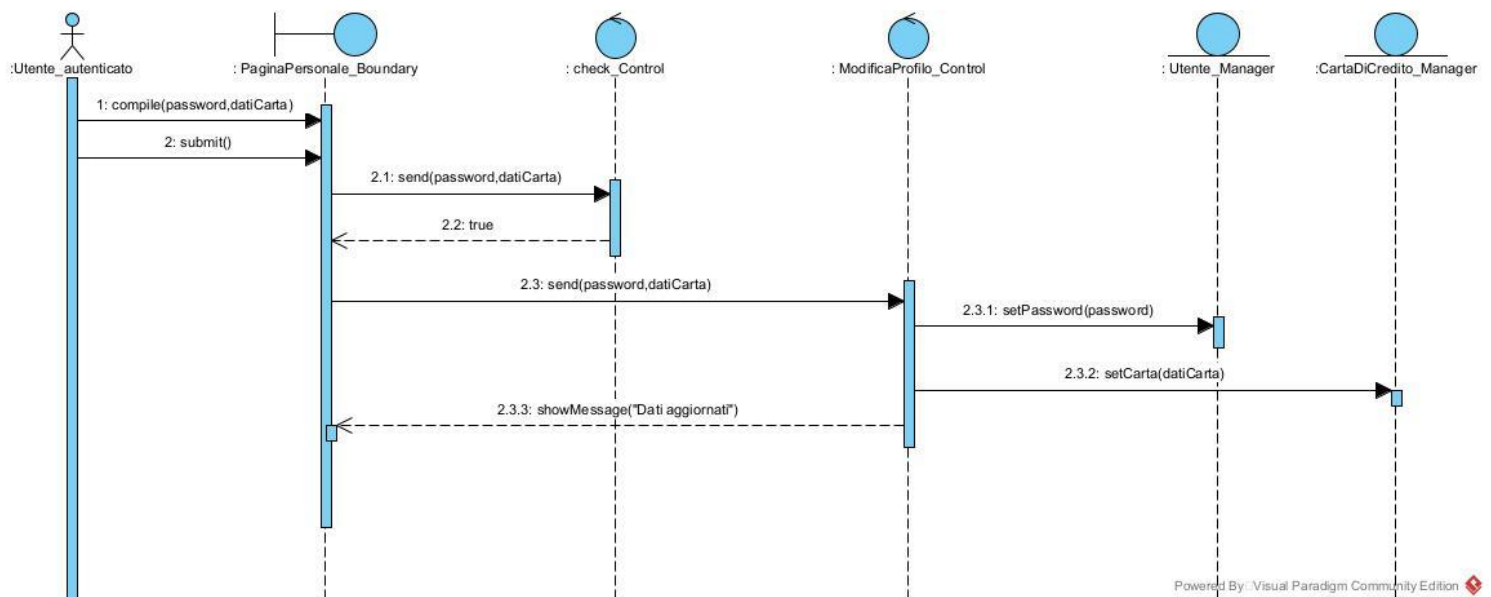 :Utente_autenticato
: PaginaPersonale_Boundary
: check_Control
: ModificaProfilo_Control
: Utente_Manager
:CartaDiCredito_Manager
1: compile(password,datiCarta)
2: submit()
2.1: send(password,datiCarta)
2.2: true
2.3: send(password,datiCarta)
2.3.1: setPassword(password)
2.3.2: setCarta(datiCarta)
2.3.3: showMessage("Dati aggiornati")
Powered By Visual Paradigm Community Edition